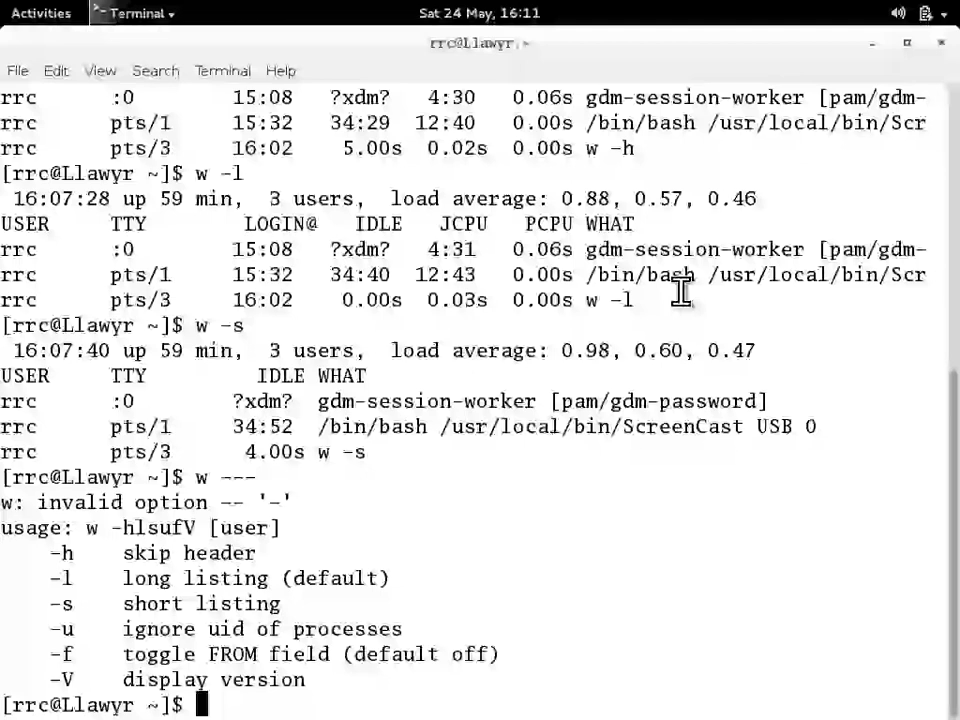 Activities Terminal Sat 24 May, 16:11
rrc@Llawyr:~
File Edit View Search Terminal Help
rrc :0 15:08 ?xdm? 4:30 0.06s gdm-session-worker [pam/gdm-
rrc pts/1 15:32 34:29 12:40 0.00s /bin/bash /usr/local/bin/Scr
rrc pts/3 16:02 5.00s 0.02s 0.00s w -h
[rrc@Llawyr ~]$ w -l
16:07:28 up 59 min, 3 users, load average: 0.88, 0.57, 0.46
USER TTY LOGIN@ IDLE JCPU PCPU WHAT
rrc :0 15:08 ?xdm? 4:31 0.06s gdm-session-worker [pam/gdm-
rrc pts/1 15:32 34:40 12:43 0.00s /bin/bash /usr/local/bin/Scr
rrc pts/3 16:02 0.00s 0.03s 0.00s w -l
[rrc@Llawyr ~]$ w -s
16:07:40 up 59 min, 3 users, load average: 0.98, 0.60, 0.47
USER TTY IDLE WHAT
rrc :0 ?xdm? gdm-session-worker [pam/gdm-password]
rrc pts/1 34:52 /bin/bash /usr/local/bin/ScreenCast USB 0
rrc pts/3 4.00s w -s
[rrc@Llawyr ~]$ w ---
w: invalid option -- '-'
usage: w -hlsufV [user]
-h skip header
-l long listing (default)
-s short listing
-u ignore uid of processes
-f toggle FROM field (default off)
-V display version
[rrc@Llawyr ~]$